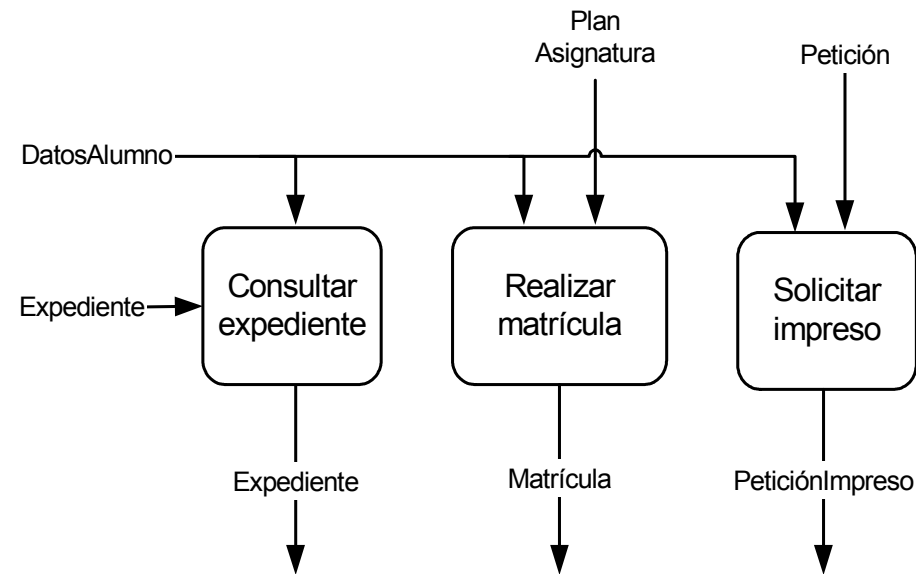 Plan
Asignatura
Petición
DatosAlumno
Expediente
Consultar
expediente
Realizar
matrícula
Solicitar
impreso
Expediente
Matrícula
PeticiónImpreso